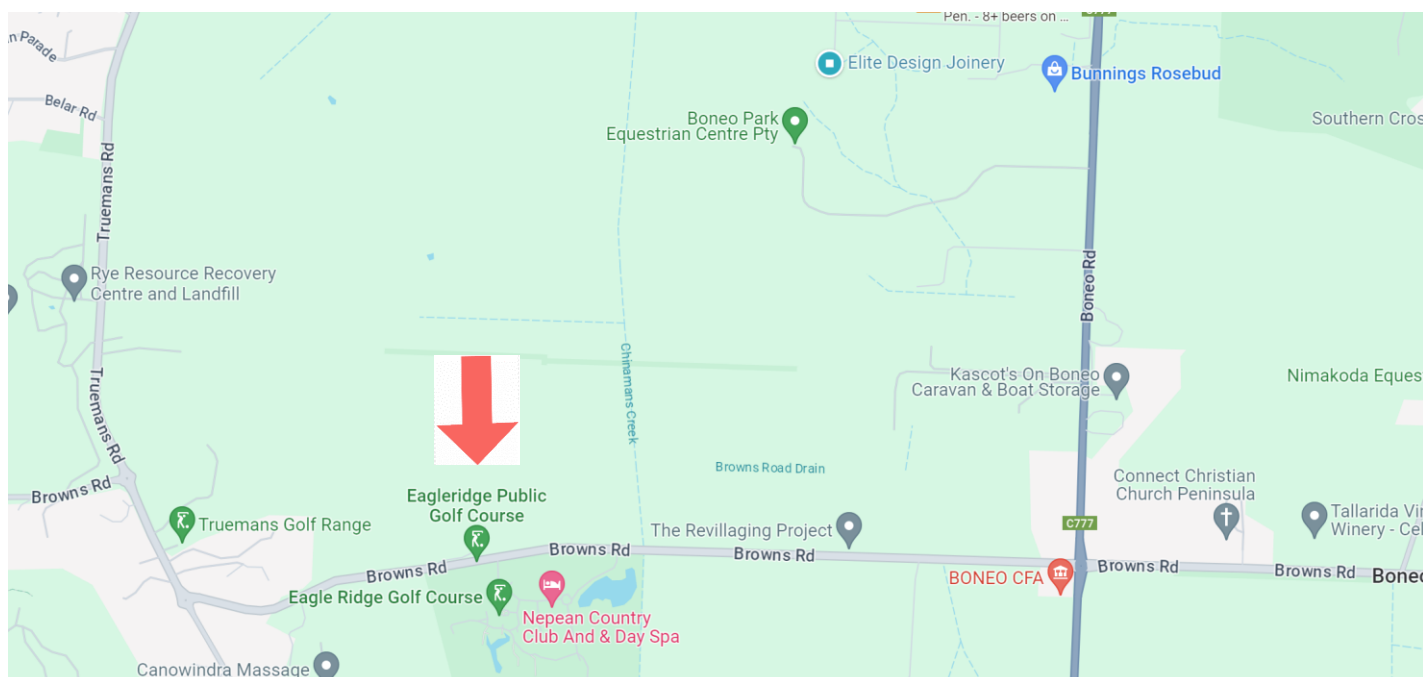 Pen. - 8+ beers on ...
n Parade
Elite Design Joinery
Bunnings Rosebud
Belar Rd
Boneo Park
Equestrian Centre Pty
Southern Cros
Truemans Rd
Rye Resource Recovery
Centre and Landfill
Boneo Rd
Chinamans Creek
Kascot's On Boneo
Caravan & Boat Storage
Nimakoda Eques
Truemans Rd
Browns Road Drain
Browns Rd
Connect Christian
Church Peninsula
Eagleridge Public
Golf Course
Truemans Golf Range
The Revillaging Project
C777
Tallarida Vi
Winery - Cel
Browns Rd
Browns Rd
Browns Rd
Browns Rd
Browns Rd
Boneo
BONEO CFA
Eagle Ridge Golf Course
Nepean Country
Club And & Day Spa
Canowindra Massage